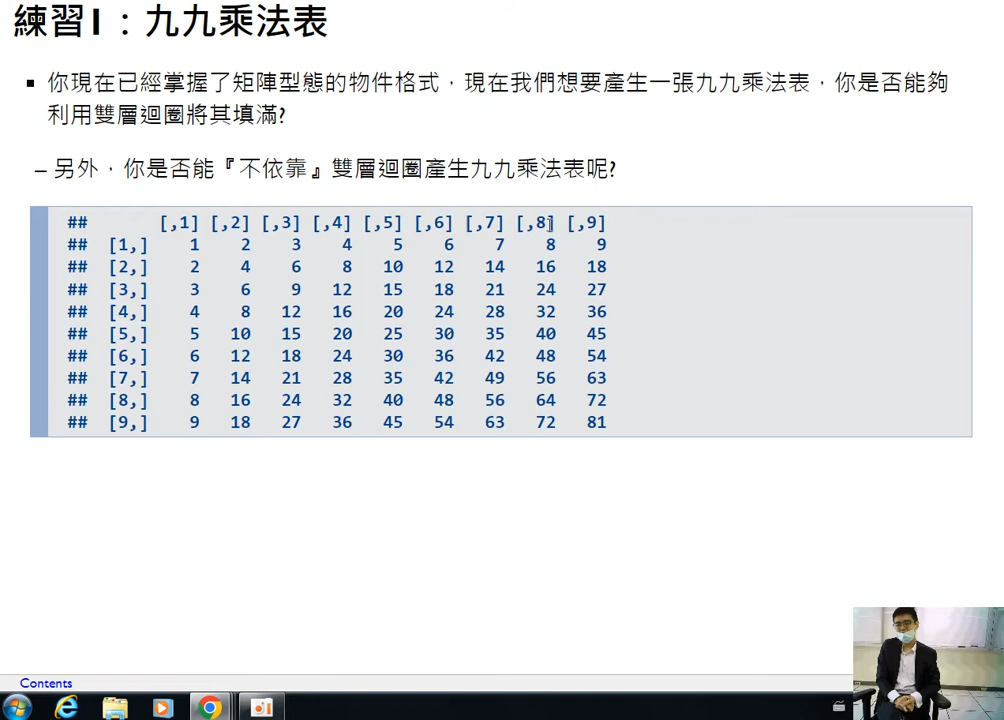 練習1：九九乘法表
▪ 你現在已經掌握了矩陣型態的物件格式，現在我們想要產生一張九九乘法表，你是否能夠
利用雙層迴圈將其填滿?
– 另外，你是否能『不依靠』雙層迴圈產生九九乘法表呢?
## [,1] [,2] [,3] [,4] [,5] [,6] [,7] [,8] [,9]
## [1,] 1 2 3 4 5 6 7 8 9
## [2,] 2 4 6 8 10 12 14 16 18
## [3,] 3 6 9 12 15 18 21 24 27
## [4,] 4 8 12 16 20 24 28 32 36
## [5,] 5 10 15 20 25 30 35 40 45
## [6,] 6 12 18 24 30 36 42 48 54
## [7,] 7 14 21 28 35 42 49 56 63
## [8,] 8 16 24 32 40 48 56 64 72
## [9,] 9 18 27 36 45 54 63 72 81
Contents